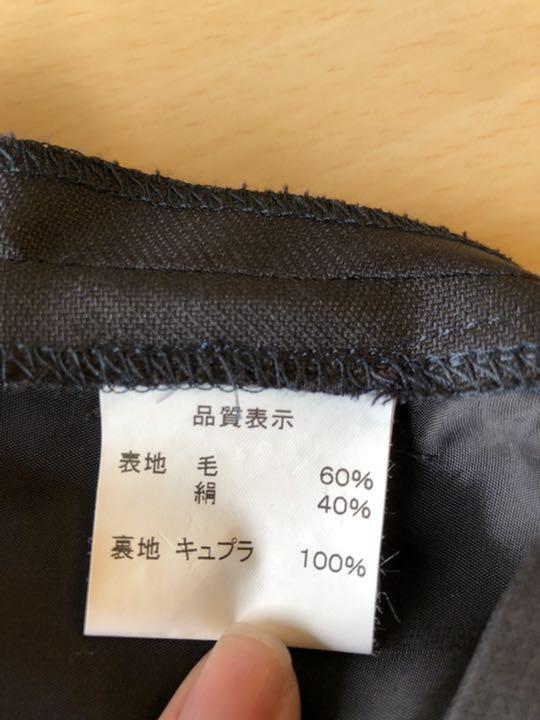 品質表示
表地 毛 60%
絹 40%
裏地 キュプラ 100%